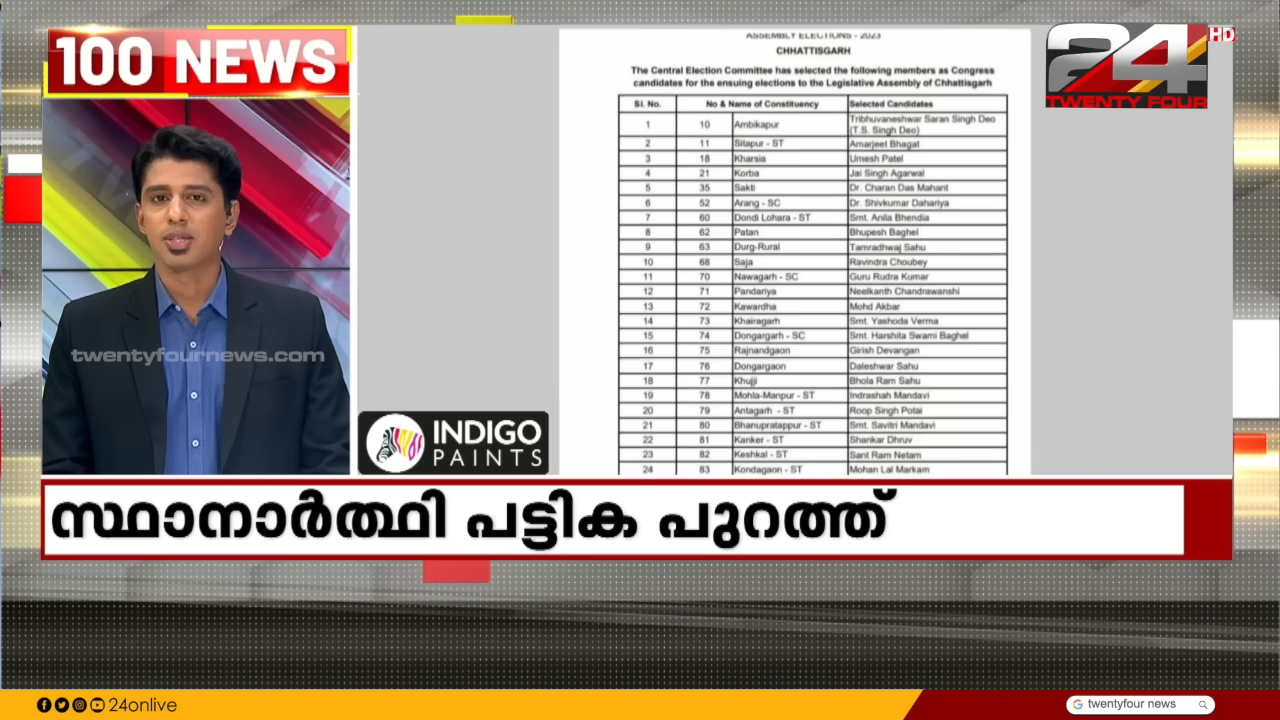 100 NEWS
24 HD
TWENTY FOUR
ASSEMBLY ELECTIONS - 2023
CHHATTISGARH
The Central Election Committee has selected the following members as Congress
candidates for the ensuing elections to the Legislative Assembly of Chhattisgarh
Sl. No. No & Name of Constituency Selected Candidates
1 10 Ambikapur Tribhuvaneshwar Saran Singh Deo
(T.S. Singh Deo)
2 11 Sitapur - ST Amarjeet Bhagat
3 18 Kharsia Umesh Patel
4 21 Korba Jai Singh Agarwal
5 35 Sakti Dr. Charan Das Mahant
6 52 Arang - SC Dr. Shivkumar Dahariya
7 60 Dondi Lohara - ST Smt. Anila Bhendia
8 62 Patan Bhupesh Baghel
9 63 Durg-Rural Tamradhwaj Sahu
10 68 Saja Ravindra Choubey
11 70 Nawagarh - SC Guru Rudra Kumar
12 71 Pandariya Neelkanth Chandrawanshi
13 72 Kawardha Mohd Akbar
14 73 Khairagarh Smt. Yashoda Verma
15 74 Dongargarh - SC Smt. Harshita Swami Baghel
16 75 Rajnandgaon Girish Devangan
17 76 Dongargaon Daleshwar Sahu
18 77 Khujji Bhola Ram Sahu
19 78 Mohla-Manpur - ST Indrashah Mandavi
20 79 Antagarh - ST Roop Singh Potai
21 80 Bhanupratappur - ST Smt. Savitri Mandavi
22 81 Kanker - ST Shankar Dhruv
23 82 Keshkal - ST Sant Ram Netam
24 83 Kondagaon - ST Mohan Lal Markam
twentyfournews.com
INDIGO
PAINTS
സ്ഥാനാർത്ഥി പട്ടിക പുറത്ത്
24onlive
twentyfour news